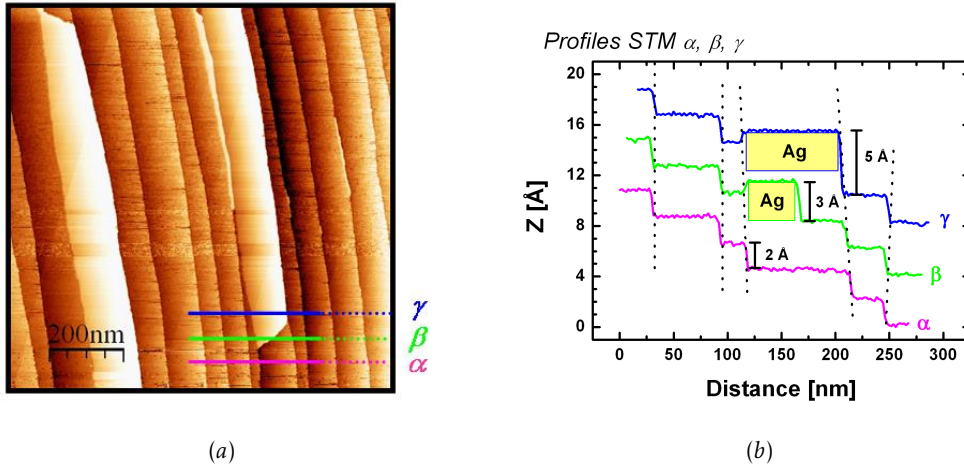 200nm
γ
β
α
Profiles STM α, β, γ
Z [Å]
20
16
12
8
4
0
Ag
5 Å
Ag
3 Å
2 Å
γ
β
α
0 50 100 150 200 250 300
Distance [nm]
(a) (b)